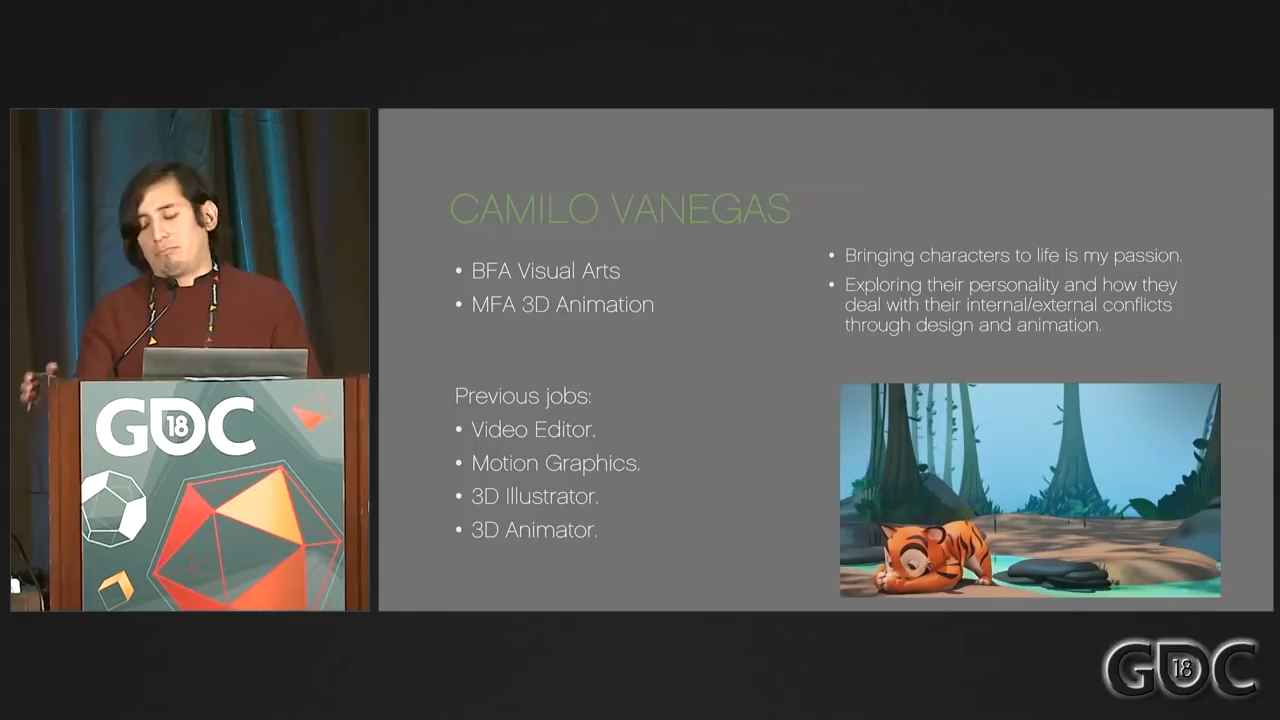 CAMILO VANEGAS
• BFA Visual Arts
• MFA 3D Animation
Previous jobs:
• Video Editor.
• Motion Graphics.
• 3D Illustrator.
• 3D Animator.
• Bringing characters to life is my passion.
• Exploring their personality and how they
deal with their internal/external conflicts
through design and animation.
GDC
18
GDC
18